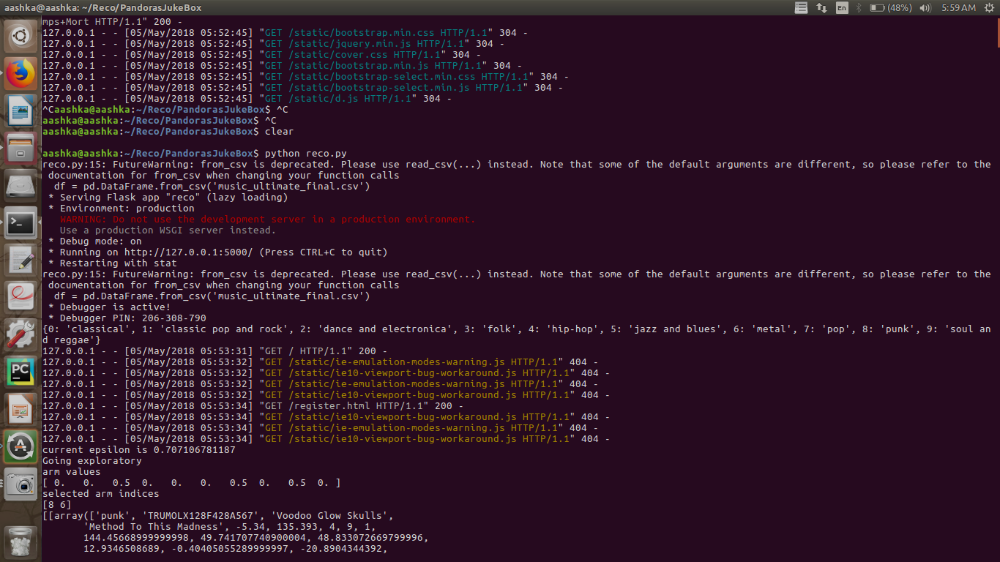 aashka@aashka: ~/Reco/PandorasJukeBox
En
(48%)
5:59 AM
mps+Mort HTTP/1.1" 200 -
127.0.0.1 - - [05/May/2018 05:52:45] "GET /static/bootstrap.min.css HTTP/1.1" 304 -
127.0.0.1 - - [05/May/2018 05:52:45] "GET /static/jquery.min.js HTTP/1.1" 304 -
127.0.0.1 - - [05/May/2018 05:52:45] "GET /static/cover.css HTTP/1.1" 304 -
127.0.0.1 - - [05/May/2018 05:52:45] "GET /static/bootstrap.min.js HTTP/1.1" 304 -
127.0.0.1 - - [05/May/2018 05:52:45] "GET /static/bootstrap-select.min.css HTTP/1.1" 304 -
127.0.0.1 - - [05/May/2018 05:52:45] "GET /static/bootstrap-select.min.js HTTP/1.1" 304 -
127.0.0.1 - - [05/May/2018 05:52:45] "GET /static/d.js HTTP/1.1" 304 -
^Caashka@aashka:~/Reco/PandorasJukeBox$ ^C
aashka@aashka:~/Reco/PandorasJukeBox$ ^C
aashka@aashka:~/Reco/PandorasJukeBox$ clear
aashka@aashka:~/Reco/PandorasJukeBox$ python reco.py
reco.py:15: FutureWarning: from_csv is deprecated. Please use read_csv(...) instead. Note that some of the default arguments are different, so please refer to the
documentation for from_csv when changing your function calls
df = pd.DataFrame.from_csv('music_ultimate_final.csv')
* Serving Flask app "reco" (lazy loading)
* Environment: production
WARNING: Do not use the development server in a production environment.
Use a production WSGI server instead.
* Debug mode: on
* Running on http://127.0.0.1:5000/ (Press CTRL+C to quit)
* Restarting with stat
reco.py:15: FutureWarning: from_csv is deprecated. Please use read_csv(...) instead. Note that some of the default arguments are different, so please refer to the
documentation for from_csv when changing your function calls
df = pd.DataFrame.from_csv('music_ultimate_final.csv')
* Debugger is active!
* Debugger PIN: 206-308-790
{0: 'classical', 1: 'classic pop and rock', 2: 'dance and electronica', 3: 'folk', 4: 'hip-hop', 5: 'jazz and blues', 6: 'metal', 7: 'pop', 8: 'punk', 9: 'soul an
d reggae'}
127.0.0.1 - - [05/May/2018 05:53:31] "GET / HTTP/1.1" 200 -
127.0.0.1 - - [05/May/2018 05:53:32] "GET /static/ie-emulation-modes-warning.js HTTP/1.1" 404 -
127.0.0.1 - - [05/May/2018 05:53:32] "GET /static/ie10-viewport-bug-workaround.js HTTP/1.1" 404 -
127.0.0.1 - - [05/May/2018 05:53:32] "GET /static/ie-emulation-modes-warning.js HTTP/1.1" 404 -
127.0.0.1 - - [05/May/2018 05:53:32] "GET /static/ie10-viewport-bug-workaround.js HTTP/1.1" 404 -
127.0.0.1 - - [05/May/2018 05:53:34] "GET /register.html HTTP/1.1" 200 -
127.0.0.1 - - [05/May/2018 05:53:34] "GET /static/ie10-viewport-bug-workaround.js HTTP/1.1" 404 -
127.0.0.1 - - [05/May/2018 05:53:34] "GET /static/ie-emulation-modes-warning.js HTTP/1.1" 404 -
127.0.0.1 - - [05/May/2018 05:53:34] "GET /static/ie10-viewport-bug-workaround.js HTTP/1.1" 404 -
current epsilon is 0.707106781187
Going exploratory
arm values
[ 0. 0. 0.5 0. 0. 0. 0.5 0. 0.5 0. ]
selected arm indices
[8 6]
[[array(['punk', 'TRUMOLX128F428A567', 'Voodoo Glow Skulls',
'Method To This Madness', -5.34, 135.393, 4, 9, 1,
144.45668999999998, 49.741707740900004, 48.833072669799996,
12.9346508689, -0.40405055289999997, -20.8904344392,
PC